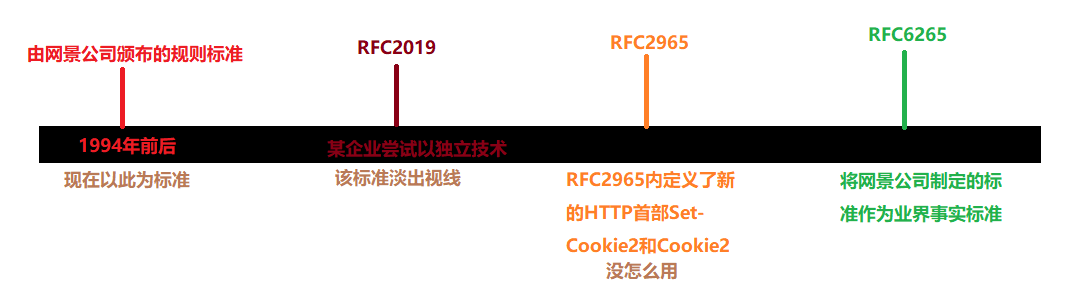 由网景公司颁布的规则标准
RFC2019
RFC2965
RFC6265
1994年前后
某企业尝试以独立技术
现在以此为标准
该标准淡出视线
RFC2965内定义了新
的HTTP首部Set-
Cookie2和Cookie2
没怎么用
将网景公司制定的标
准作为业界事实标准